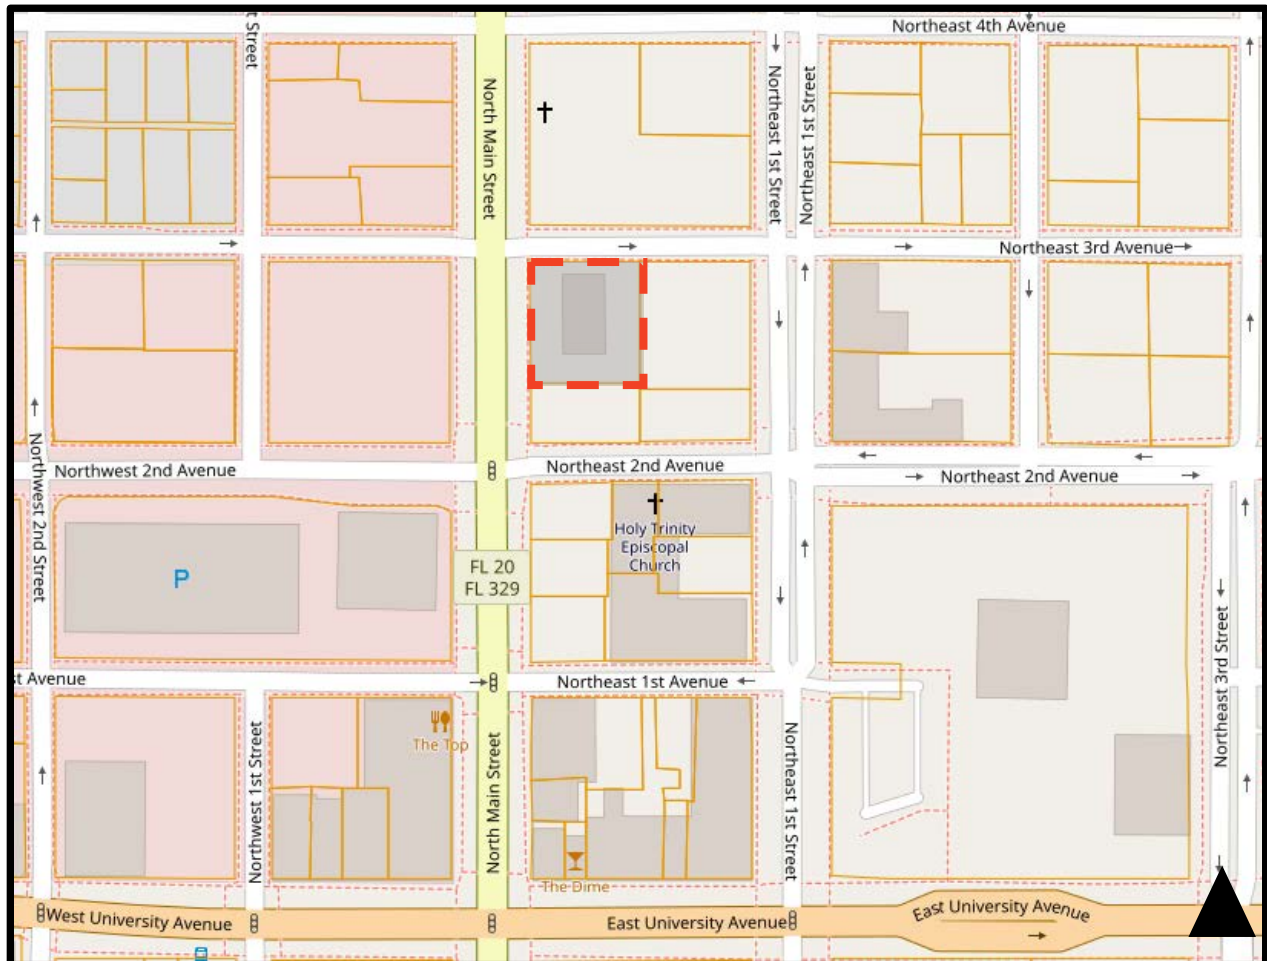 Northeast 4th Avenue
t Street
North Main Street
Northeast 1st Street
Northeast 1st Street
Northeast 3rd Avenue
Northwest 2nd Street
Northwest 2nd Avenue
Northeast 2nd Avenue
Northeast 2nd Avenue
Holy Trinity
Episcopal
Church
P
FL 20
FL 329
Northeast 3rd Street
st Avenue
Northeast 1st Avenue
The Top
Northwest 1st Street
North Main Street
Northeast 1st Street
The Dime
West University Avenue
East University Avenue
East University Avenue